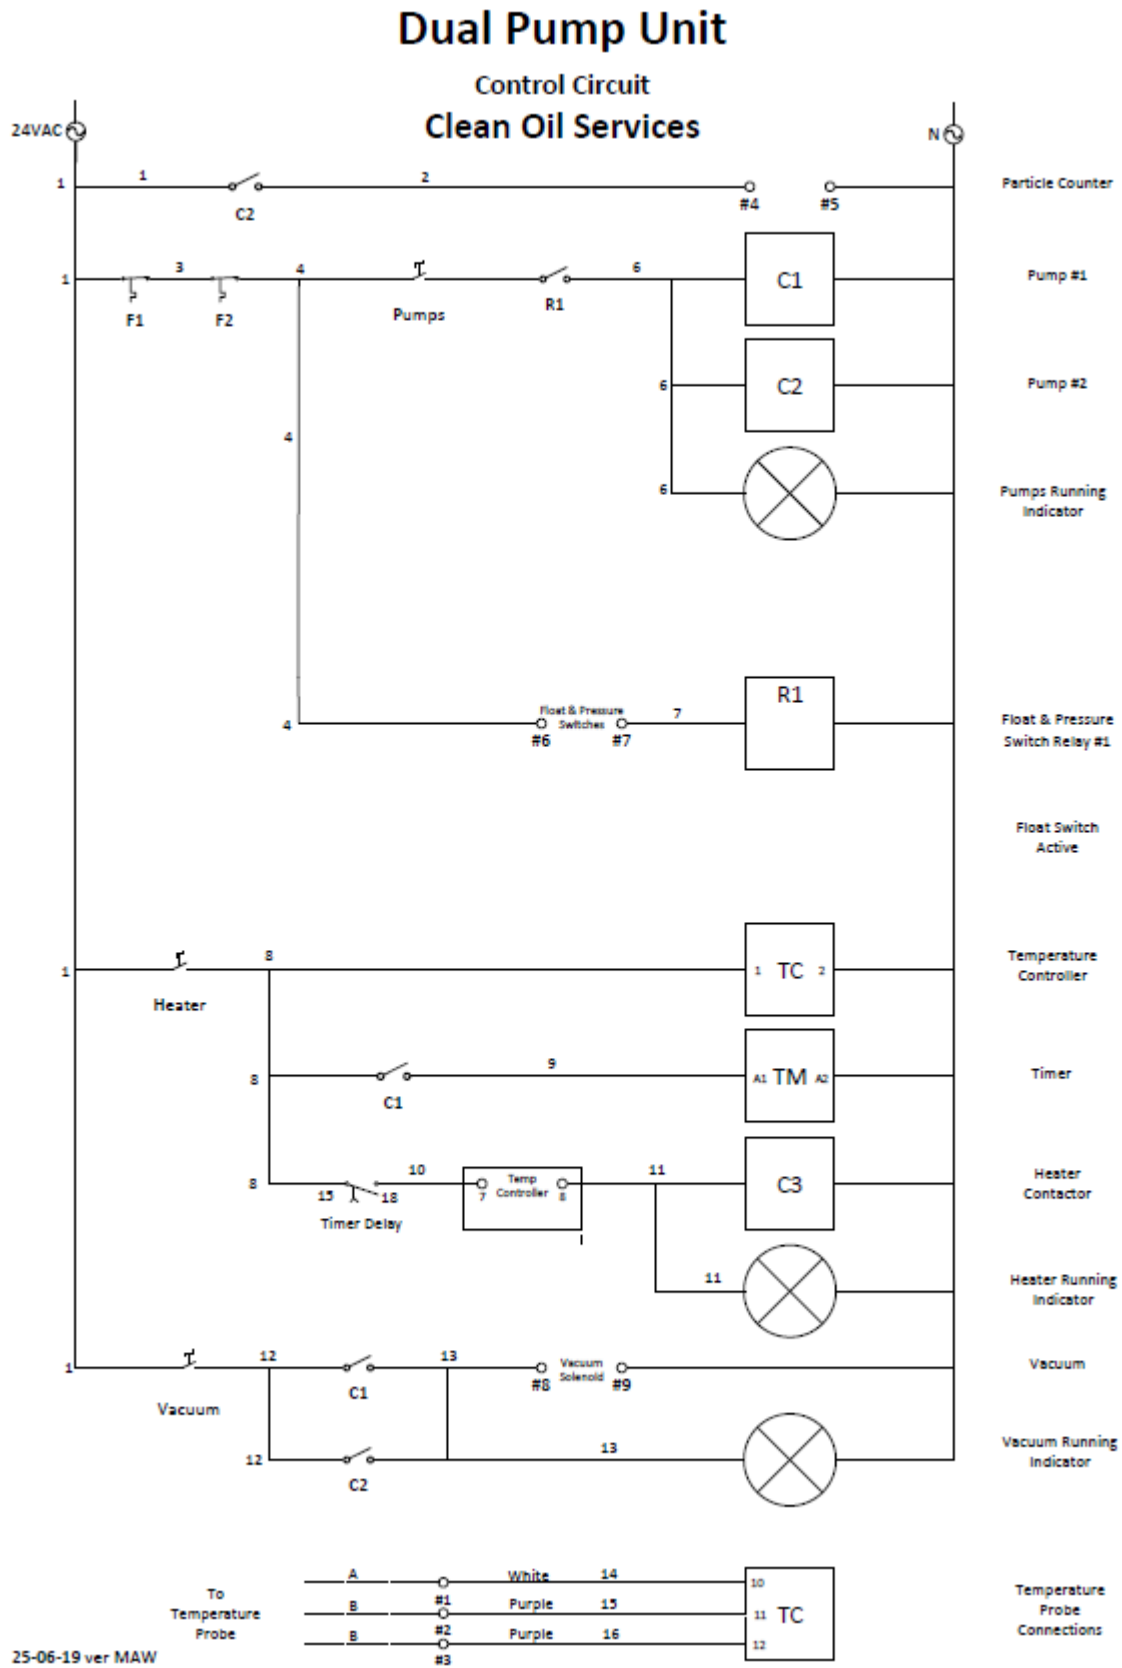 Dual Pump Unit
Control Circuit
Clean Oil Services
24VAC
N
1 1 2 Particle Counter
C2 #4 #5
1 3 4 6 C1 Pump #1
F1 F2 Pumps R1
6 C2 Pump #2
4
6 Pumps Running
Indicator
R1
Float & Pressure
Switches
4 7 Float & Pressure
#6 #7 Switch Relay #1
Float Switch
Active
8 Temperature
1 1 TC 2 Controller
Heater
9
8 A1 TM A2 Timer
C1
10 11 Heater
8 Temp
Controller
7 8 C3 Contactor
15 18
Timer Delay
11 Heater Running
Indicator
12 13
1 Vacuum
Solenoid
Vacuum
C1 #8 #9
Vacuum
13 Vacuum Running
12 Indicator
C2
A White 14 10
To #1 Temperature
Temperature B Purple 15 11 TC Probe
Probe #2 Connections
B Purple 16 12
#3
25-06-19 ver MAW